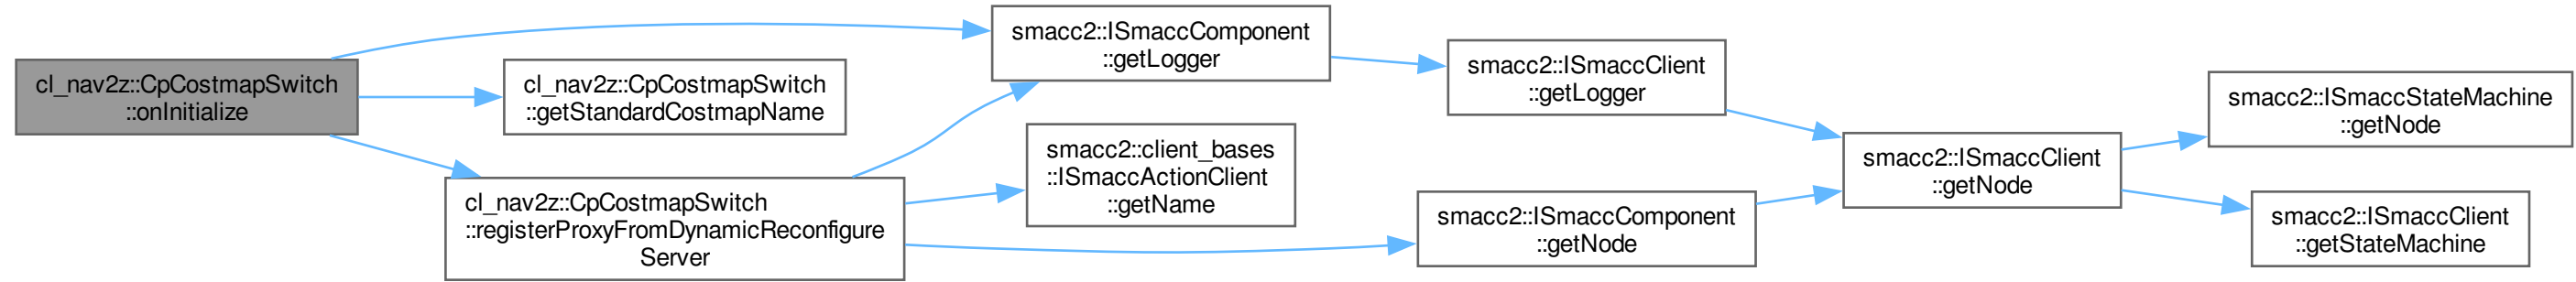 cl_nav2z::CpCostmapSwitch
::onInitialize
cl_nav2z::CpCostmapSwitch
::getStandardCostmapName
cl_nav2z::CpCostmapSwitch
::registerProxyFromDynamicReconfigure
Server
smacc2::ISmaccComponent
::getLogger
smacc2::client_bases
::ISmaccActionClient
::getName
smacc2::ISmaccClient
::getLogger
smacc2::ISmaccComponent
::getNode
smacc2::ISmaccClient
::getNode
smacc2::ISmaccStateMachine
::getNode
smacc2::ISmaccClient
::getStateMachine